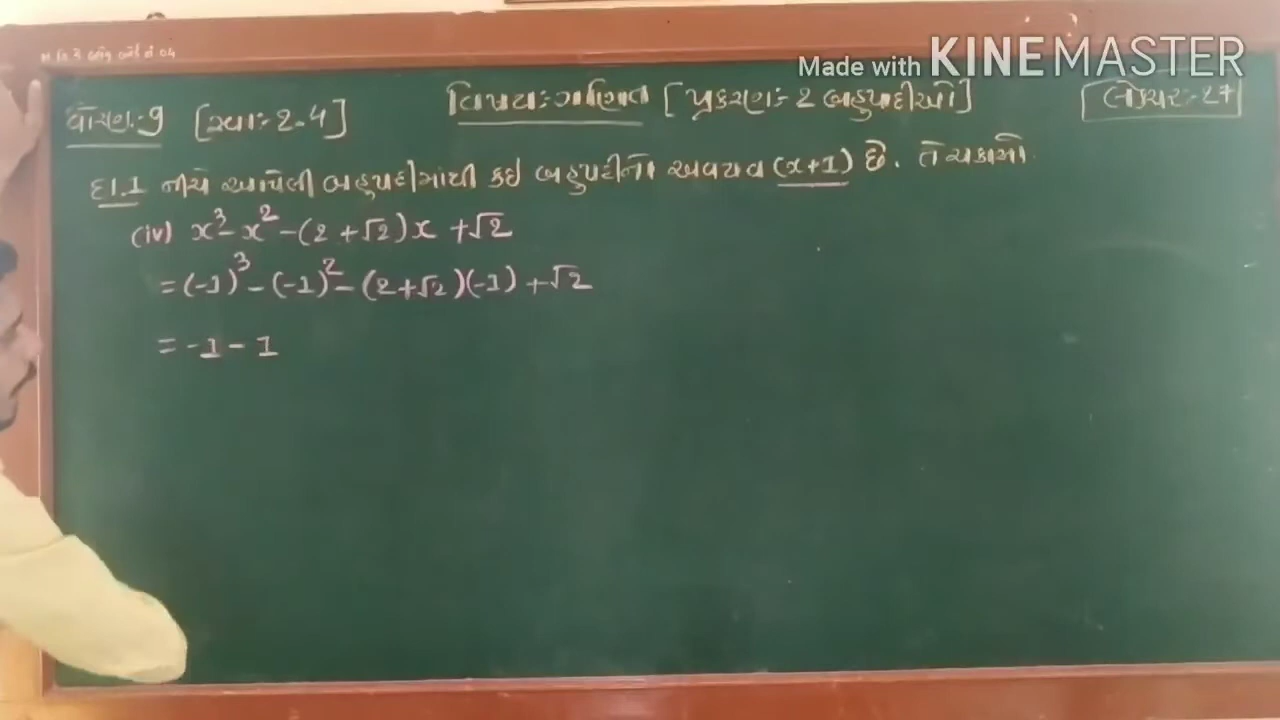 Made with KINEMASTER
ધોરણ:-9 [સ્વા:-2.4] વિષય:-ગણિત [પ્રકરણ:-2 બહુપદીઓ] લેક્ચર:-27
દા.1 નીચે આપેલી બહુપદીમાંથી કઇ બહુપદીનો અવયવ (x+1) છે. તે ચકાસો
(iv) x³-x²-(2+√2)x+√2
=(-1)³-(-1)²-(2+√2)(-1)+√2
=-1-1